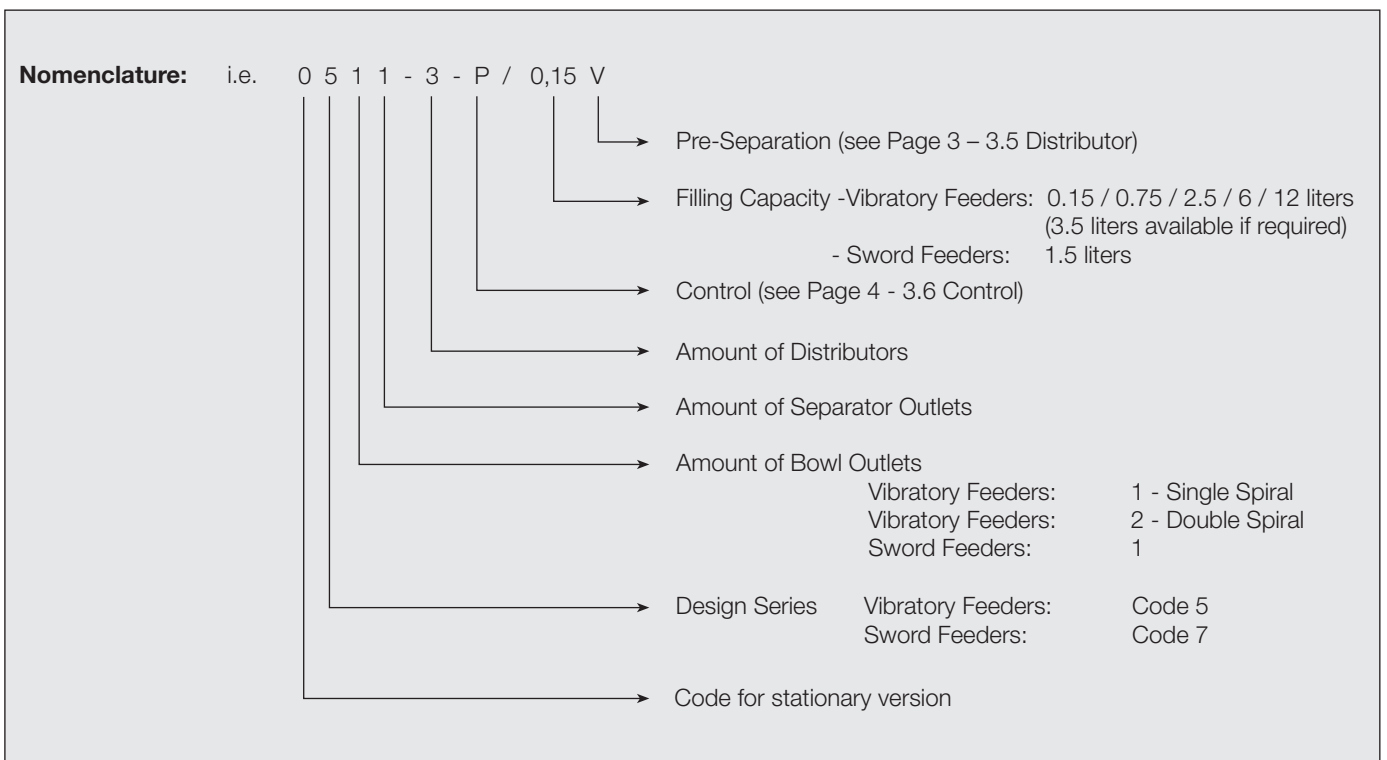 Nomenclature: i.e. 0 5 1 1 - 3 - P / 0,15 V
Pre-Separation (see Page 3 – 3.5 Distributor)
Filling Capacity -Vibratory Feeders: 0.15 / 0.75 / 2.5 / 6 / 12 liters
(3.5 liters available if required)
- Sword Feeders: 1.5 liters
Control (see Page 4 - 3.6 Control)
Amount of Distributors
Amount of Separator Outlets
Amount of Bowl Outlets
Vibratory Feeders: 1 - Single Spiral
Vibratory Feeders: 2 - Double Spiral
Sword Feeders: 1
Design Series Vibratory Feeders: Code 5
Sword Feeders: Code 7
Code for stationary version